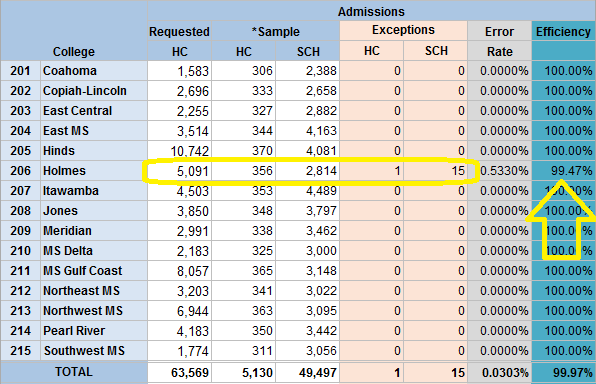 Admissions
Requested *Sample Exceptions Error Efficiency
College HC HC SCH HC SCH Rate
201 Coahoma 1,583 306 2,388 0 0 0.0000% 100.00%
202 Copiah-Lincoln 2,696 333 2,658 0 0 0.0000% 100.00%
203 East Central 2,255 327 2,882 0 0 0.0000% 100.00%
204 East MS 3,514 344 4,163 0 0 0.0000% 100.00%
205 Hinds 10,742 370 4,081 0 0 0.0000% 100.00%
206 Holmes 5,091 356 2,814 1 15 0.5330% 99.47%
207 Itawamba 4,503 353 4,489 0 0 0.0000% 100.00%
208 Jones 3,850 348 3,797 0 0 0.0000% 100.00%
209 Meridian 2,991 338 3,462 0 0 0.0000% 100.00%
210 MS Delta 2,183 325 3,000 0 0 0.0000% 100.00%
211 MS Gulf Coast 8,057 365 3,148 0 0 0.0000% 100.00%
212 Northeast MS 3,203 341 3,022 0 0 0.0000% 100.00%
213 Northwest MS 6,944 363 3,095 0 0 0.0000% 100.00%
214 Pearl River 4,183 350 3,442 0 0 0.0000% 100.00%
215 Southwest MS 1,774 311 3,056 0 0 0.0000% 100.00%
TOTAL 63,569 5,130 49,497 1 15 0.0303% 99.97%